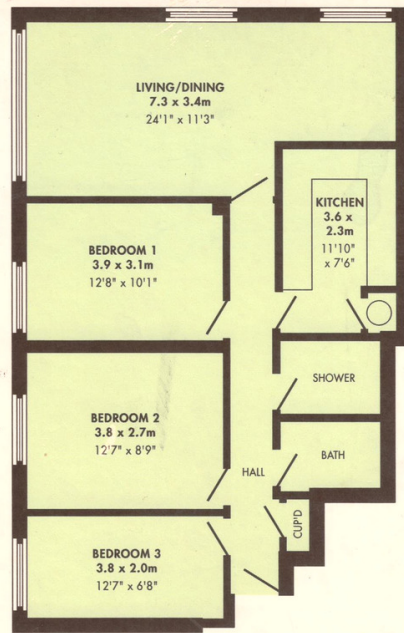 LIVING/DINING
7.3 x 3.4m
24'1" x 11'3"
KITCHEN
3.6 x
2.3m
11'10"
x 7'6"
BEDROOM 1
3.9 x 3.1m
12'8" x 10'1"
SHOWER
BEDROOM 2
3.8 x 2.7m
12'7" x 8'9"
BATH
HALL
CUP'D
BEDROOM 3
3.8 x 2.0m
12'7" x 6'8"